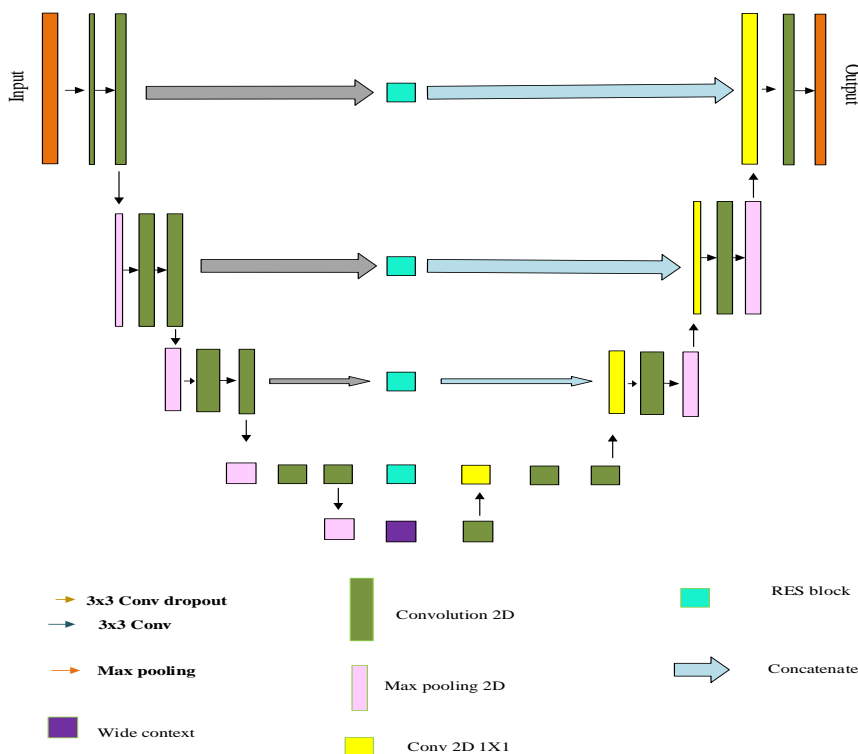 Input
Output
3x3 Conv dropout
3x3 Conv
Max pooling
Wide context
Convolution 2D
Max pooling 2D
Conv 2D 1X1
RES block
Concatenate